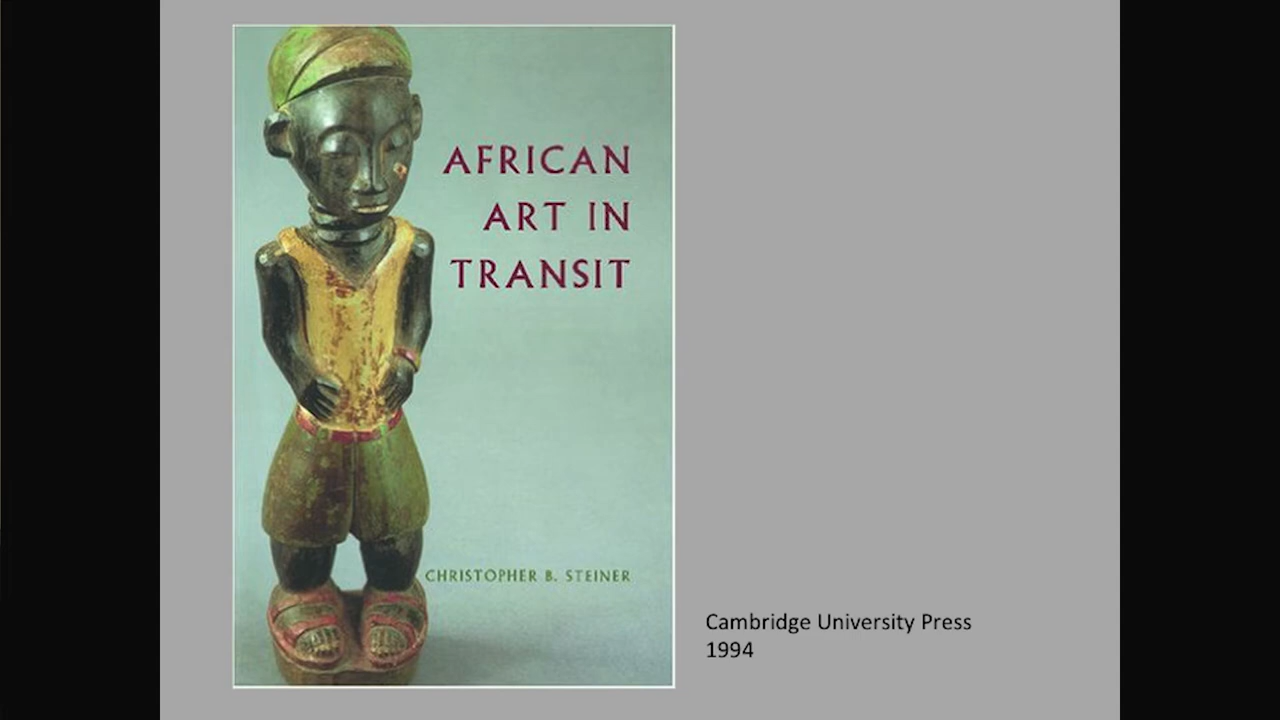 AFRICAN
ART IN
TRANSIT
CHRISTOPHER B. STEINER
Cambridge University Press
1994